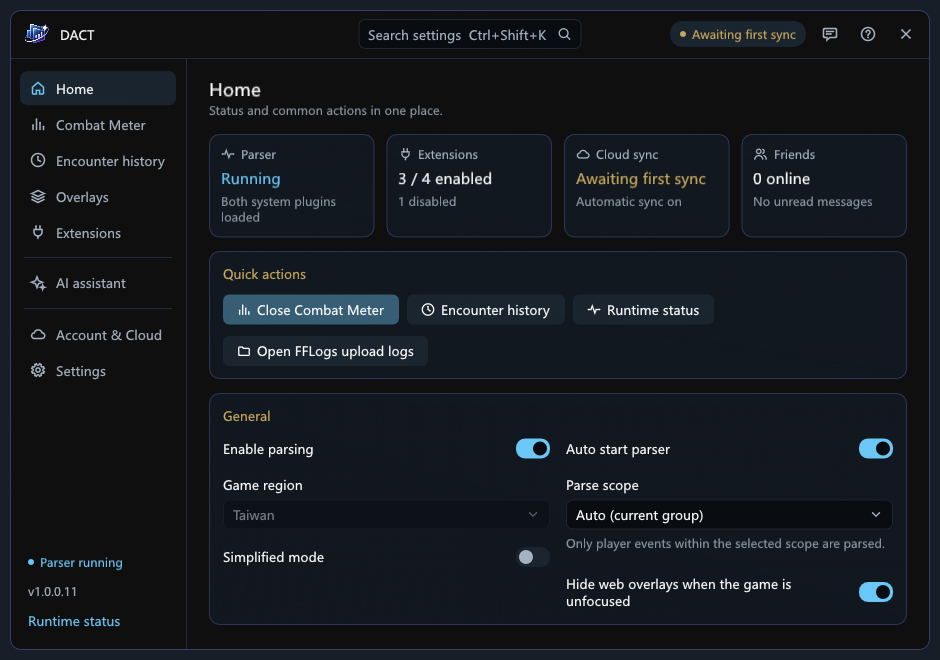 DACT
Search settings Ctrl+Shift+K
Awaiting first sync
Home
Combat Meter
Encounter history
Overlays
Extensions
AI assistant
Account & Cloud
Settings
Parser running
v1.0.0.11
Runtime status
Home
Status and common actions in one place.
Parser
Running
Both system plugins
loaded
Extensions
3 / 4 enabled
1 disabled
Cloud sync
Awaiting first sync
Automatic sync on
Friends
0 online
No unread messages
Quick actions
Close Combat Meter
Encounter history
Runtime status
Open FFLogs upload logs
General
Enable parsing
Auto start parser
Game region
Taiwan
Parse scope
Auto (current group)
Only player events within the selected scope are parsed.
Simplified mode
Hide web overlays when the game is
unfocused